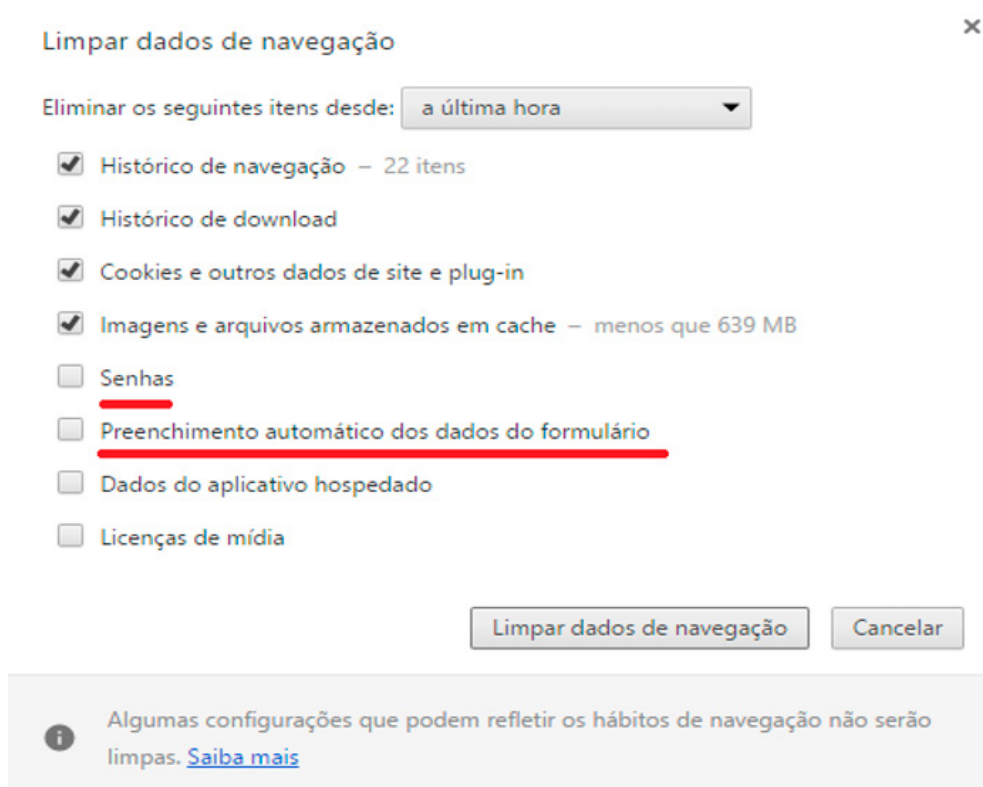 Limpar dados de navegação
Eliminar os seguintes itens desde: a última hora
Histórico de navegação – 22 itens
Histórico de download
Cookies e outros dados de site e plug-in
Imagens e arquivos armazenados em cache – menos que 639 MB
Senhas
Preenchimento automático dos dados do formulário
Dados do aplicativo hospedado
Licenças de mídia
Limpar dados de navegação Cancelar
Algumas configurações que podem refletir os hábitos de navegação não serão
limpas. Saiba mais